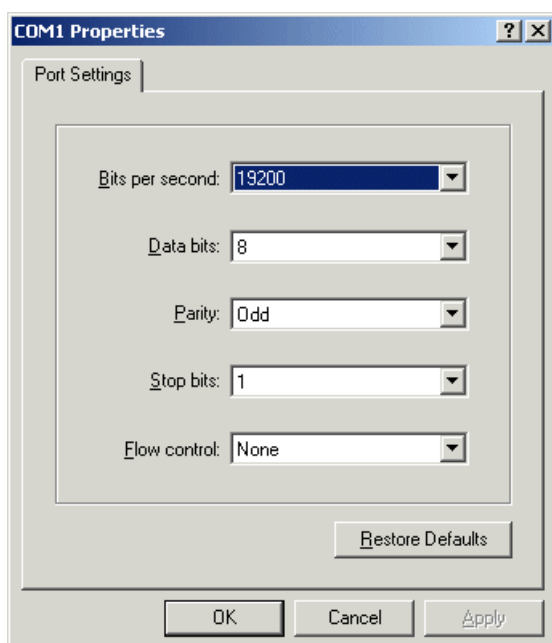 COM1 Properties
Port Settings
Bits per second: 19200
Data bits: 8
Parity: Odd
Stop bits: 1
Flow control: None
Restore Defaults
OK Cancel Apply